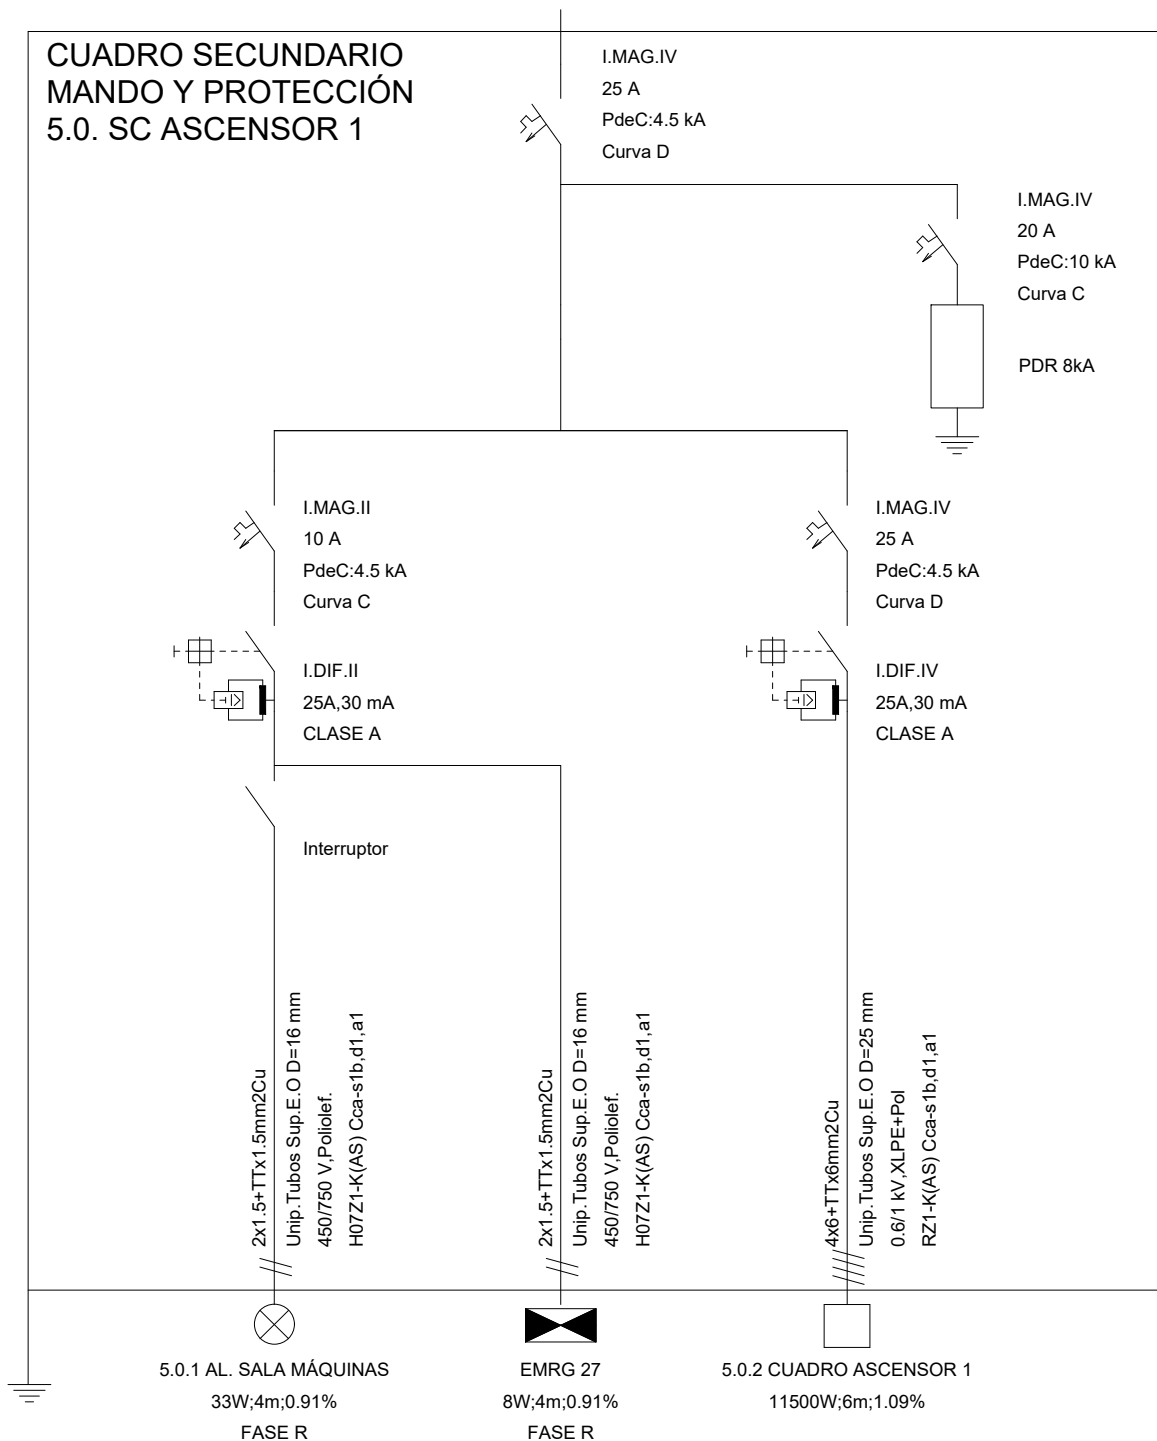 CUADRO SECUNDARIO
MANDO Y PROTECCIÓN
5.0. SC ASCENSOR 1
I.MAG.IV
25 A
PdeC:4.5 kA
Curva D
I.MAG.IV
20 A
PdeC:10 kA
Curva C
PDR 8kA
I.MAG.II
10 A
PdeC:4.5 kA
Curva C
I.DIF.II
25A,30 mA
CLASE A
Interruptor
I.MAG.IV
25 A
PdeC:4.5 kA
Curva D
I.DIF.IV
25A,30 mA
CLASE A
2x1.5+TTx1.5mm2Cu
Unip.Tubos Sup.E.O D=16 mm
450/750 V,Poliolef.
H07Z1-K(AS) Cca-s1b,d1,a1
2x1.5+TTx1.5mm2Cu
Unip.Tubos Sup.E.O D=16 mm
450/750 V,Poliolef.
H07Z1-K(AS) Cca-s1b,d1,a1
4x6+TTx6mm2Cu
Unip.Tubos Sup.E.O D=25 mm
0.6/1 kV,XLPE+Pol
RZ1-K(AS) Cca-s1b,d1,a1
5.0.1 AL. SALA MÁQUINAS
33W;4m;0.91%
FASE R
EMRG 27
8W;4m;0.91%
FASE R
5.0.2 CUADRO ASCENSOR 1
11500W;6m;1.09%